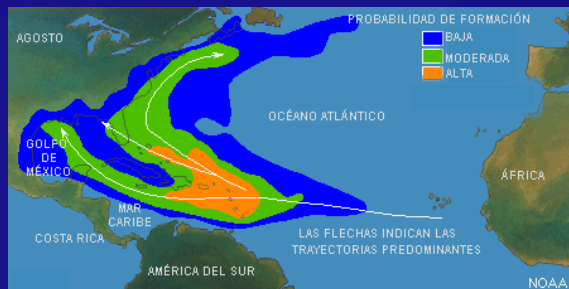 AGOSTO
PROBABILIDAD DE FORMACIÓN
BAJA
MODERADA
ALTA
OCÉANO ATLÁNTICO
GOLFO
DE
MÉXICO
ÁFRICA
MAR
CARIBE
COSTA RICA
LAS FLECHAS INDICAN LAS
TRAYECTORIAS PREDOMINANTES
AMÉRICA DEL SUR
NOAA